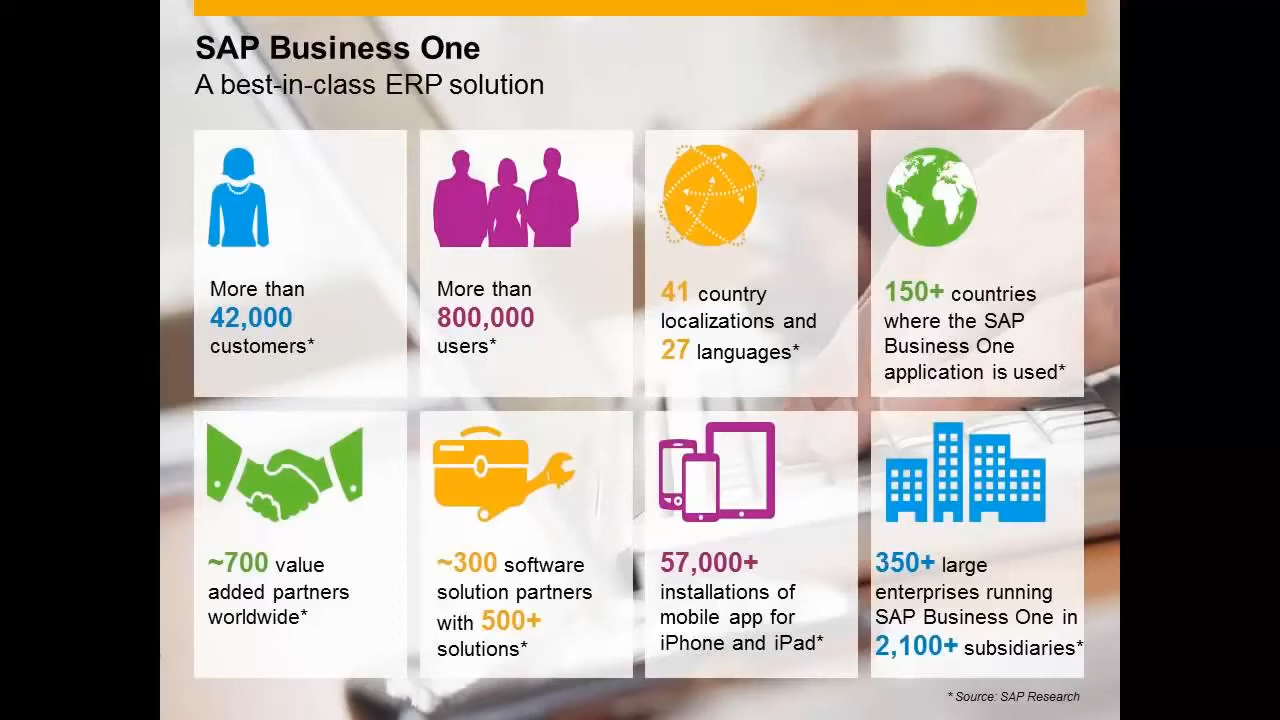 SAP Business One
A best-in-class ERP solution
More than
42,000
customers*
More than
800,000
users*
41 country
localizations and
27 languages*
150+ countries
where the SAP
Business One
application is used*
~700 value
added partners
worldwide*
~300 software
solution partners
with 500+
solutions*
57,000+
installations of
mobile app for
iPhone and iPad*
350+ large
enterprises running
SAP Business One in
2,100+ subsidiaries*
* Source: SAP Research